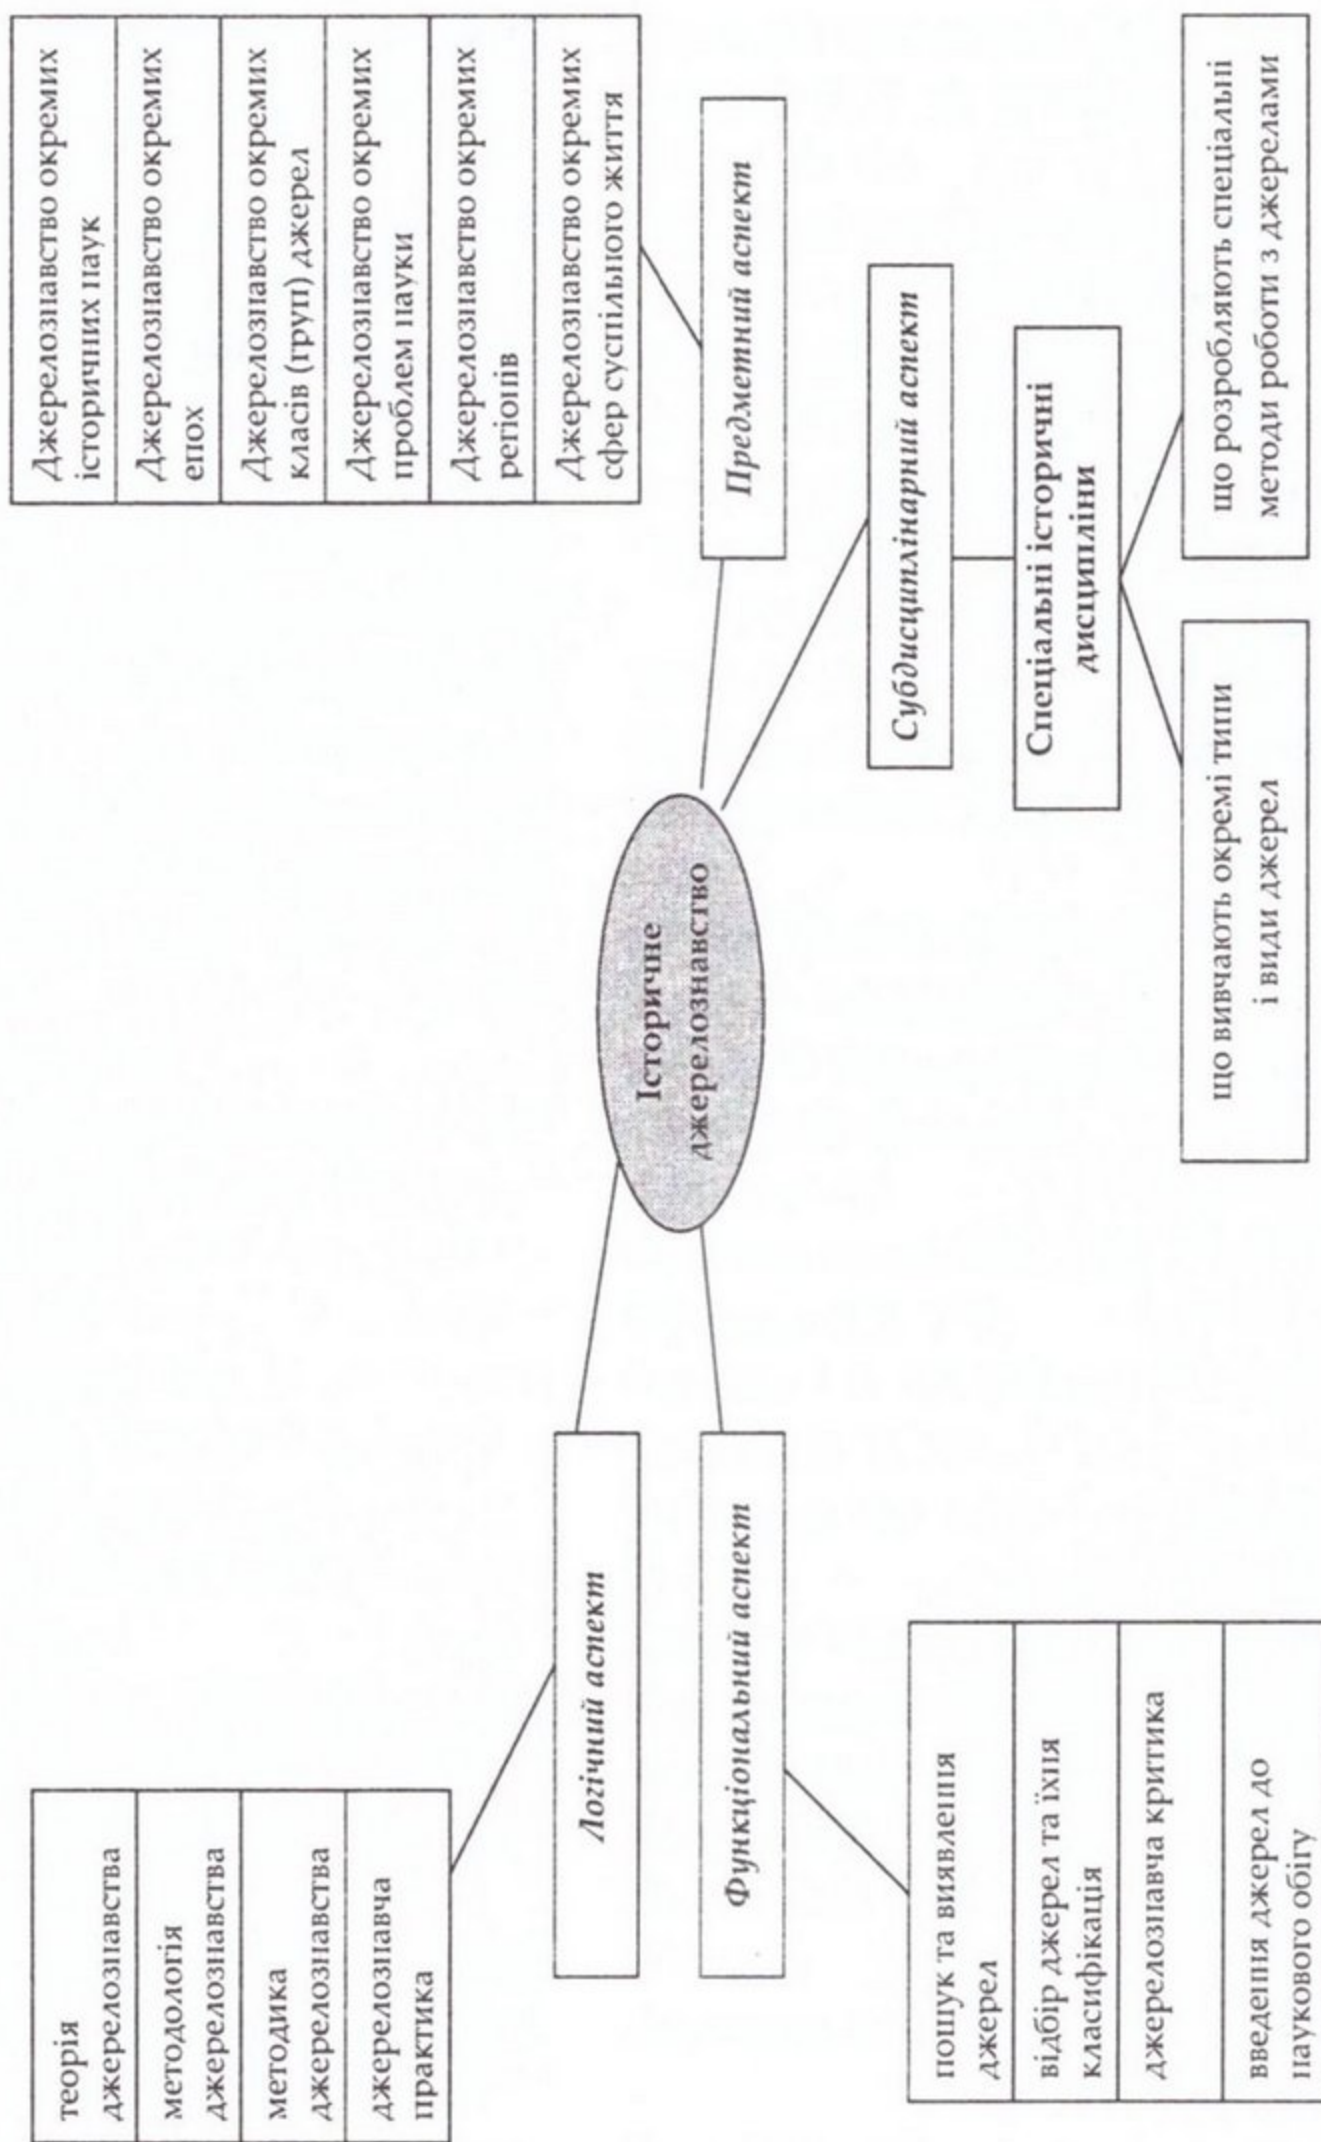 теорія
джерелознавства
методологія
джерелознавства
методика
джерелознавства
джерелознавча
практика
Логічний аспект
Функціональний аспект
пошук та виявлення
джерел
відбір джерел та їхня
класифікація
джерелознавча критика
введення джерел до
наукового обігу
Історичне
джерелознавство
Джерелознавство окремих
історичних наук
Джерелознавство окремих
епох
Джерелознавство окремих
класів (груп) джерел
Джерелознавство окремих
проблем науки
Джерелознавство окремих
регіонів
Джерелознавство окремих
сфер суспільного життя
Предметний аспект
Субдисциплінарний аспект
Спеціальні історичні
дисципліни
що вивчають окремі типи
і види джерел
що розробляють спеціальні
методи роботи з джерелами